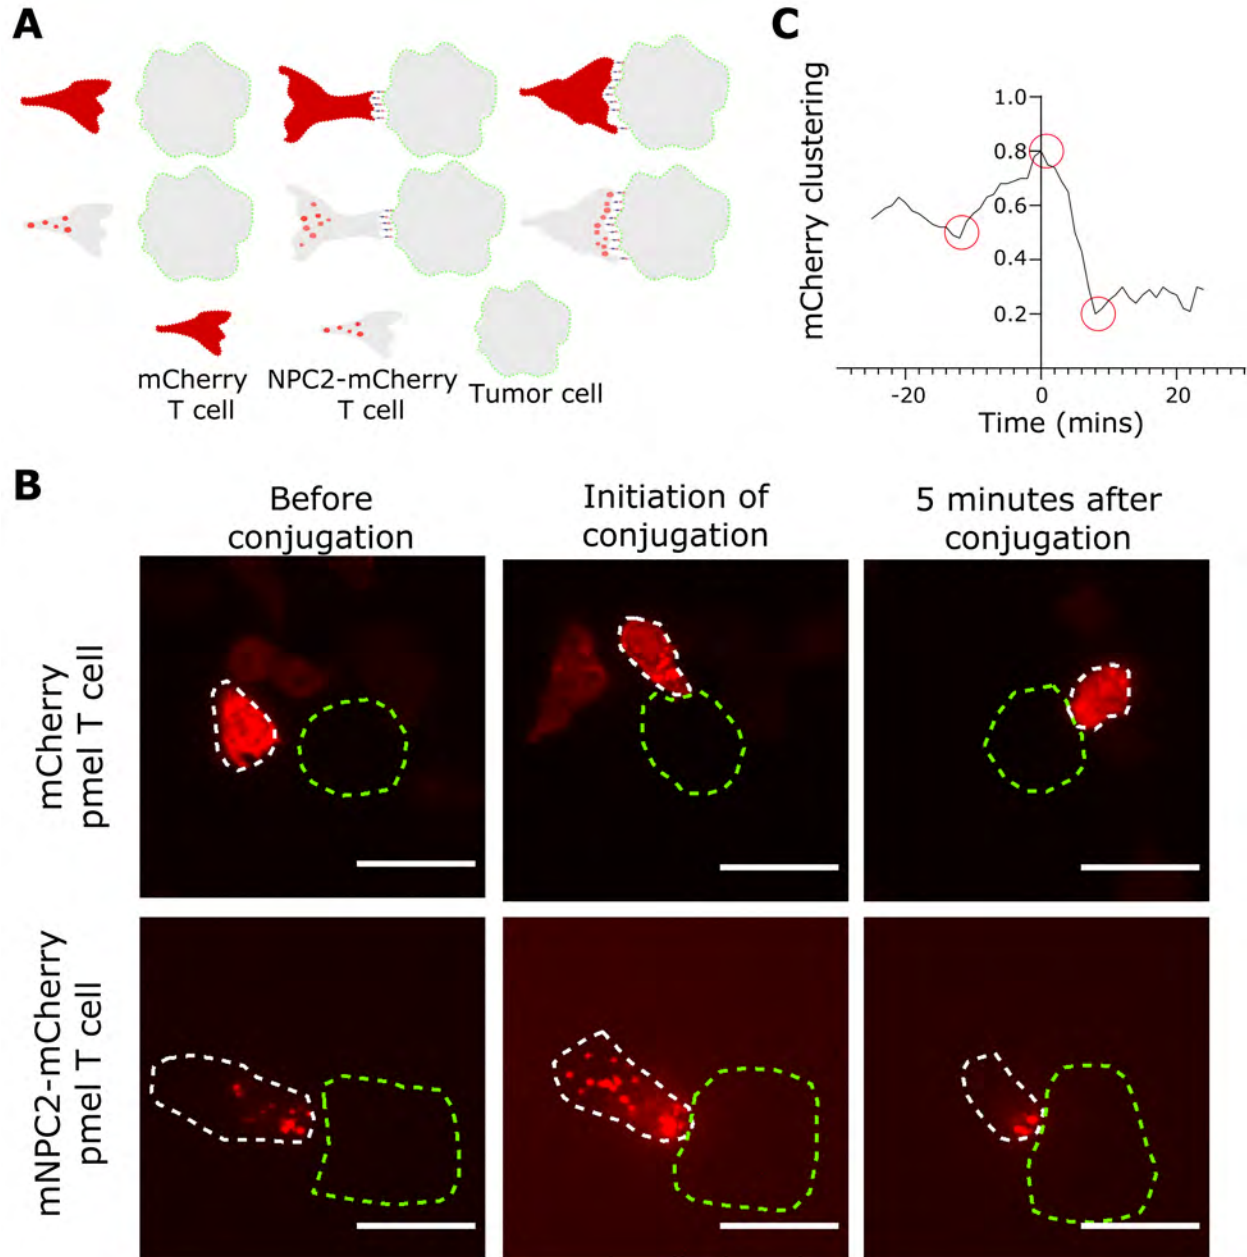 A
mCherry
T cell
NPC2-mCherry
T cell
Tumor cell
C
mCherry clustering
1.0
0.8
0.6
0.4
0.2
-20
0
20
Time (mins)
B
Before
conjugation
Initiation of
conjugation
5 minutes after
conjugation
mCherry
pmel T cell
mNPC2-mCherry
pmel T cell